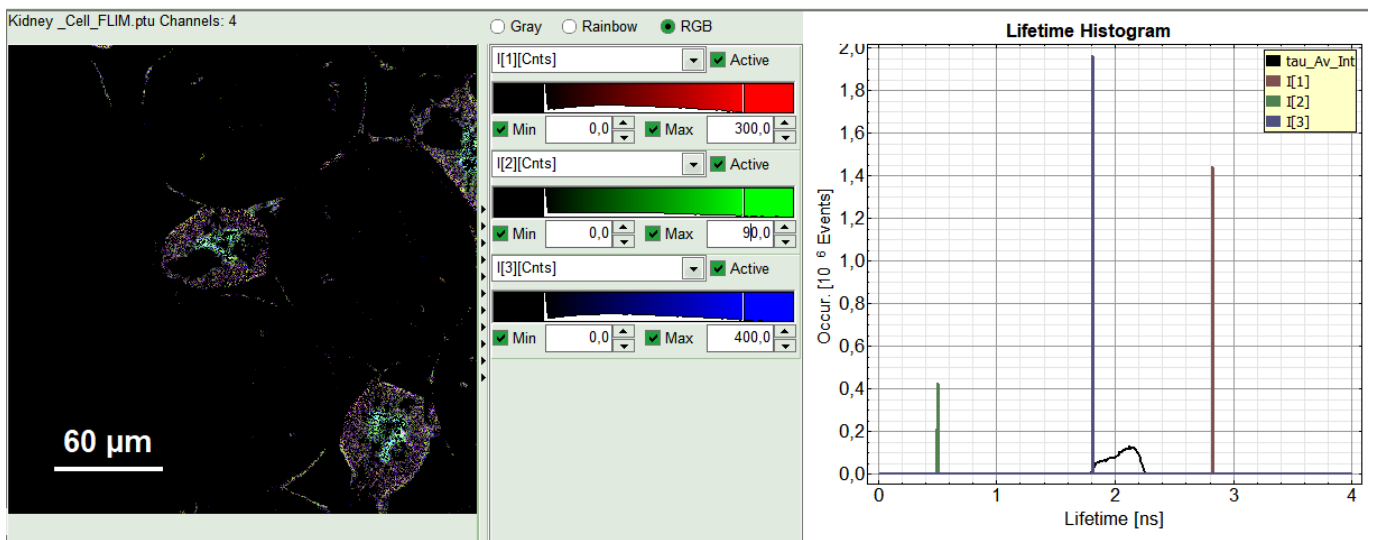 Kidney _Cell_FLIM.ptu Channels: 4
60 µm
Gray Rainbow RGB
I[1][Cnts] Active
Min 0,0 Max 300,0
I[2][Cnts] Active
Min 0,0 Max 90,0
I[3][Cnts] Active
Min 0,0 Max 400,0
Lifetime Histogram
tau_Av_Int
I[1]
I[2]
I[3]
Occur. [10 6 Events]
2,0
1,8
1,6
1,4
1,2
1,0
0,8
0,6
0,4
0,2
0,0
0 1 2 3 4
Lifetime [ns]